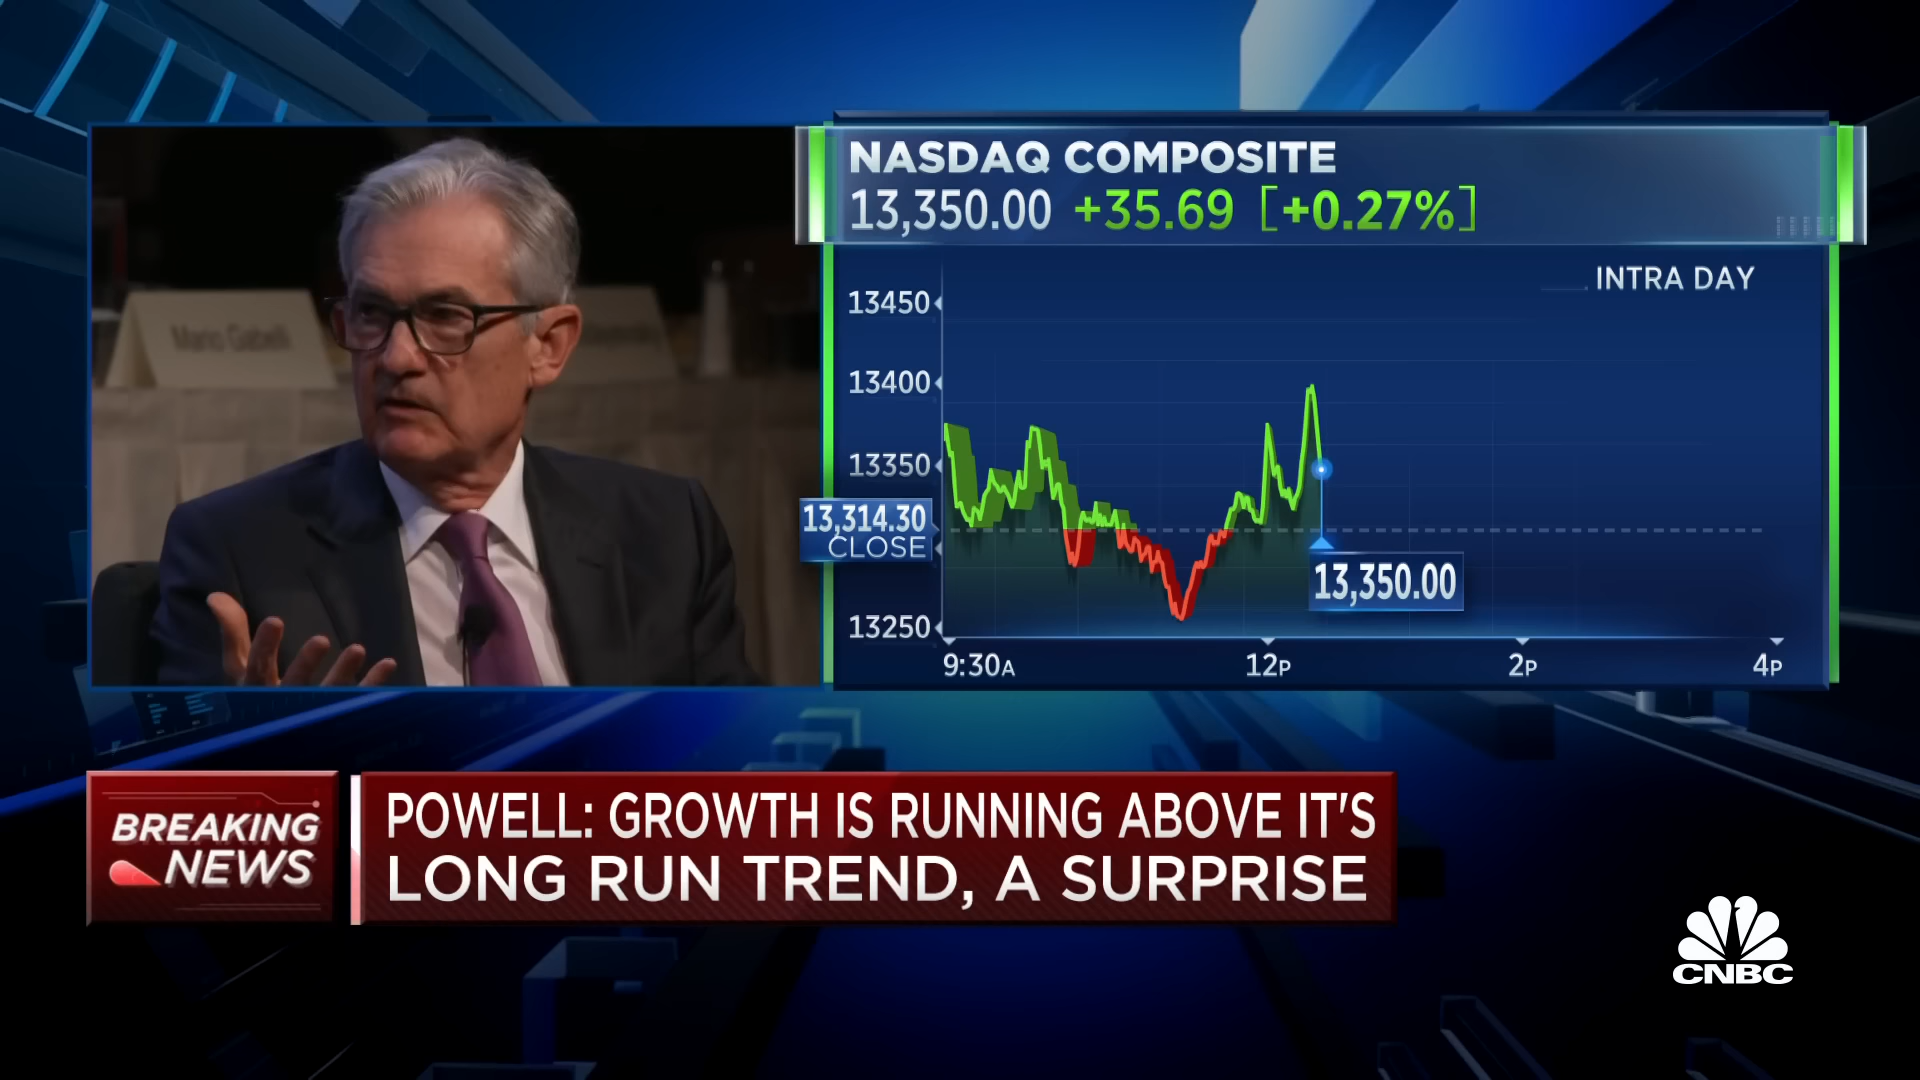 NASDAQ COMPOSITE
13,350.00 +35.69 [+0.27%]
INTRA DAY
13450
13400
13350
13,314.30
CLOSE
13,350.00
13250
9:30A 12P 2P 4P
Mario Gabelli
BREAKING
NEWS
POWELL: GROWTH IS RUNNING ABOVE IT'S
LONG RUN TREND, A SURPRISE
CNBC